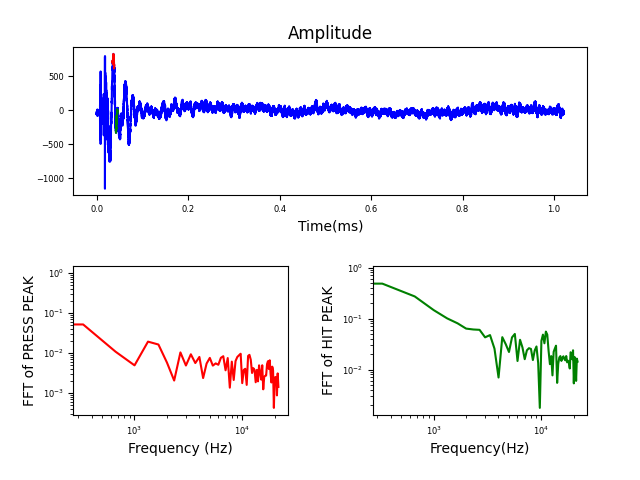 Amplitude
500
0
−500
−1000
0.0 0.2 0.4 0.6 0.8 1.0
Time(ms)
FFT of PRESS PEAK
10⁰
10⁻¹
10⁻²
10⁻³
10³ 10⁴
Frequency (Hz)
FFT of HIT PEAK
10⁰
10⁻¹
10⁻²
10³ 10⁴
Frequency(Hz)